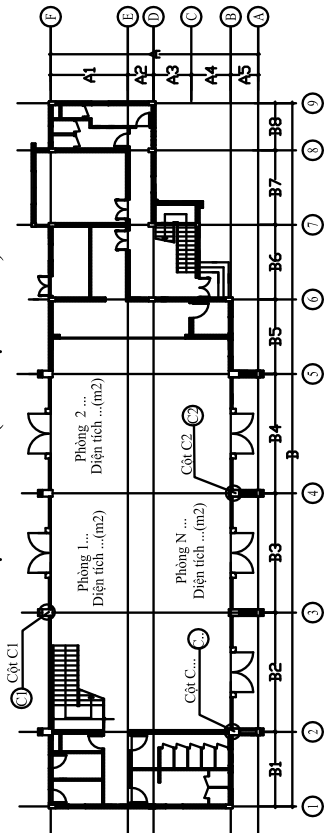 F
E
D
C
B
A
A
A1
A2
A3
A4
A5
Cột C1
C1
Phòng 1...
Diện tích ...(m2)
Phòng 2 ...
Diện tích ...(m2)
Phòng N ...
Diện tích ...(m2)
Cột C...
C..
Cột C2
C2
B1
B2
B3
B4
B5
B6
B7
B8
B
1
2
3
4
5
6
7
8
9